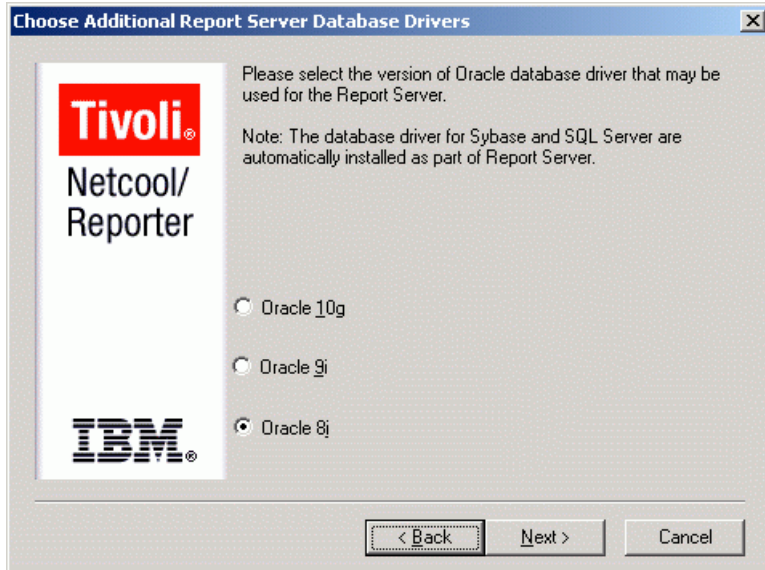 Choose Additional Report Server Database Drivers
Tivoli®
Netcool/
Reporter
IBM®
Please select the version of Oracle database driver that may be
used for the Report Server.
Note: The database driver for Sybase and SQL Server are
automatically installed as part of Report Server.
Oracle 10g
Oracle 9i
Oracle 8i
< Back
Next >
Cancel